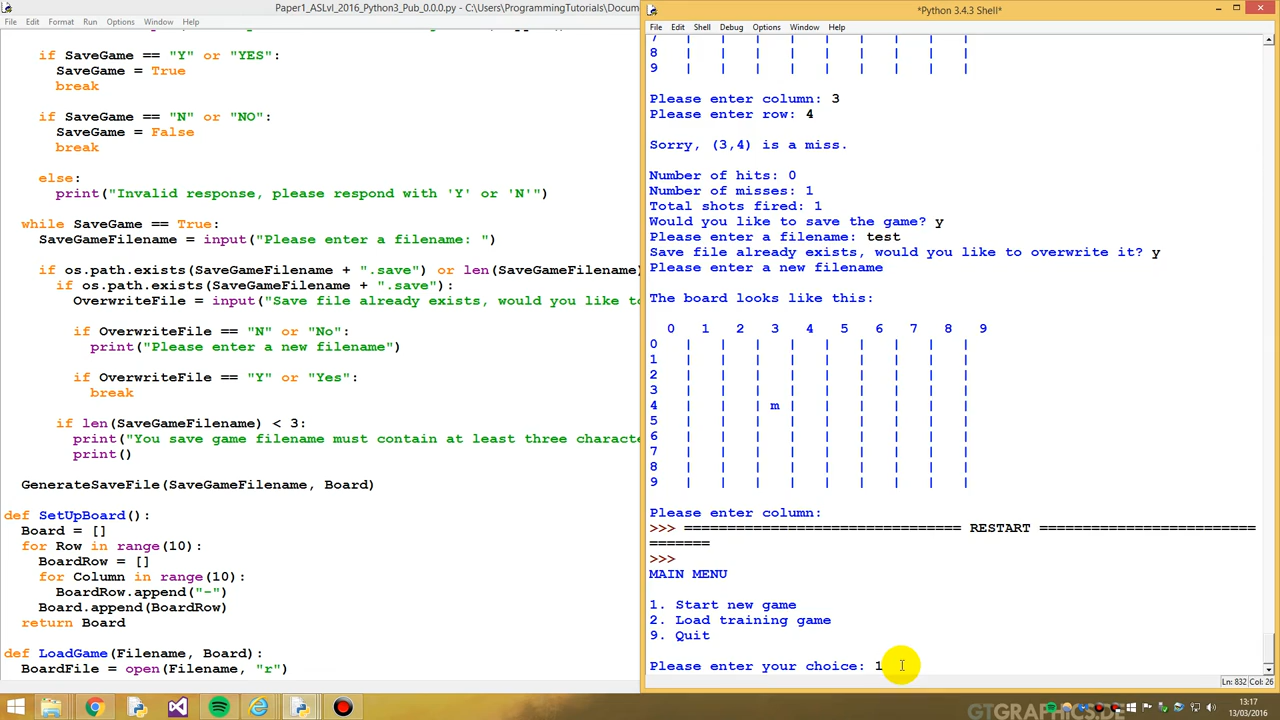 Paper1_ASLvl_2016_Python3_Pub_0.0.0.py - C:\Users\ProgrammingTutorials\Docum
File Edit Format Run Options Window Help
if SaveGame == "Y" or "YES":
SaveGame = True
break
if SaveGame == "N" or "NO":
SaveGame = False
break
else:
print("Invalid response, please respond with 'Y' or 'N'")
while SaveGame == True:
SaveGameFilename = input("Please enter a filename: ")
if os.path.exists(SaveGameFilename + ".save") or len(SaveGameFilename)
if os.path.exists(SaveGameFilename + ".save"):
OverwriteFile = input("Save file already exists, would you like to
if OverwriteFile == "N" or "No":
print("Please enter a new filename")
if OverwriteFile == "Y" or "Yes":
break
if len(SaveGameFilename) < 3:
print("You save game filename must contain at least three characte
print()
GenerateSaveFile(SaveGameFilename, Board)
def SetUpBoard():
Board = []
for Row in range(10):
BoardRow = []
for Column in range(10):
BoardRow.append("-")
Board.append(BoardRow)
return Board
def LoadGame(Filename, Board):
BoardFile = open(Filename, "r")
*Python 3.4.3 Shell*
File Edit Shell Debug Options Window Help
8 | | | | | | | | |
9 | | | | | | | | |
Please enter column: 3
Please enter row: 4
Sorry, (3,4) is a miss.
Number of hits: 0
Number of misses: 1
Total shots fired: 1
Would you like to save the game? y
Please enter a filename: test
Save file already exists, would you like to overwrite it? y
Please enter a new filename
The board looks like this:
0 1 2 3 4 5 6 7 8 9
0 | | | | | | | | |
1 | | | | | | | | |
2 | | | | | | | | |
3 | | | | | | | | |
4 | | | m | | | | | |
5 | | | | | | | | |
6 | | | | | | | | |
7 | | | | | | | | |
8 | | | | | | | | |
9 | | | | | | | | |
Please enter column:
>>> ================================ RESTART =========================
=======
>>>
MAIN MENU
1. Start new game
2. Load training game
9. Quit
Please enter your choice: 1
Ln: 832 Col: 26
13:17
13/03/2016
GTGRAPHICSDE